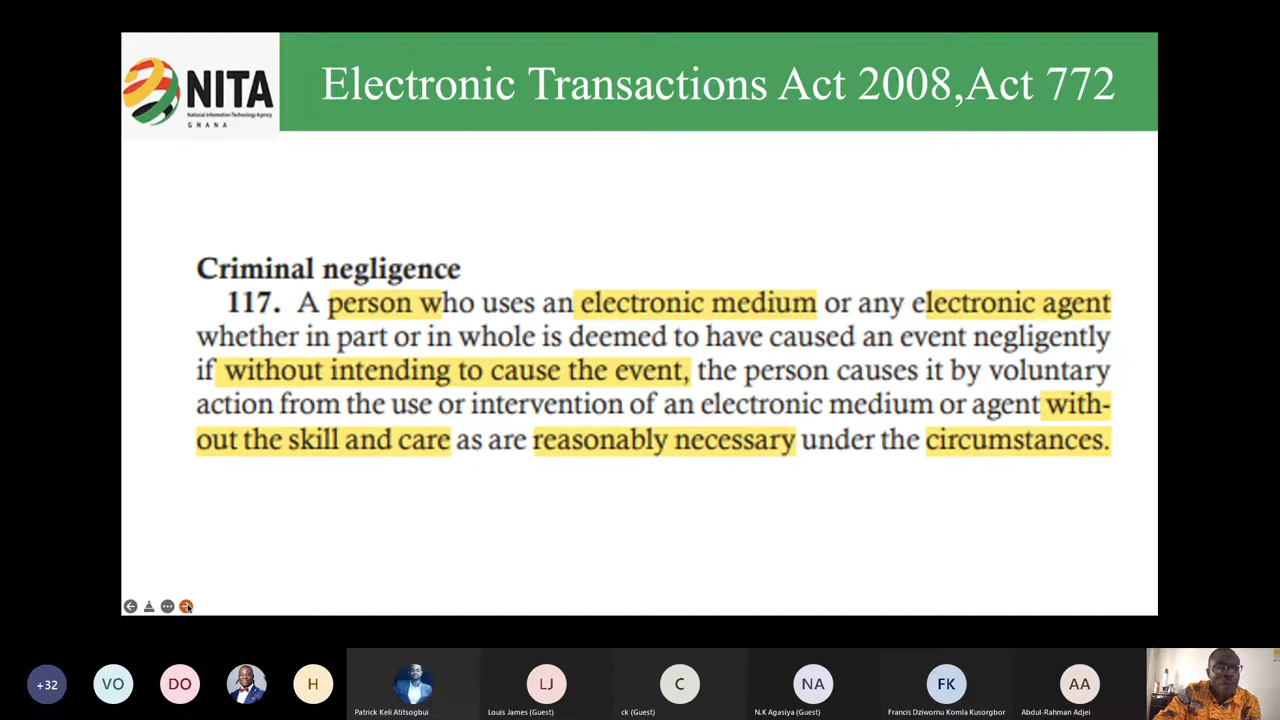 NITA
National Information Technology Agency
GHANA
Electronic Transactions Act 2008,Act 772
Criminal negligence
117. A person who uses an electronic medium or any electronic agent
whether in part or in whole is deemed to have caused an event negligently
if without intending to cause the event, the person causes it by voluntary
action from the use or intervention of an electronic medium or agent with-
out the skill and care as are reasonably necessary under the circumstances.
+32
VO
DO
H
Patrick Keli Atitsogbui
LJ
Louis James (Guest)
C
ck (Guest)
NA
N.K Agasiya (Guest)
FK
Francis Dziwornu Komla Kusorgbor
AA
Abdul-Rahman Adjei